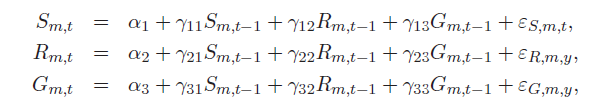 S_{m,t} = α_1 + γ_{11}S_{m,t−1} + γ_{12}R_{m,t−1} + γ_{13}G_{m,t−1} + ε_{S,m,t},
R_{m,t} = α_2 + γ_{21}S_{m,t−1} + γ_{22}R_{m,t−1} + γ_{23}G_{m,t−1} + ε_{R,m,y},
G_{m,t} = α_3 + γ_{31}S_{m,t−1} + γ_{32}R_{m,t−1} + γ_{33}G_{m,t−1} + ε_{G,m,y},